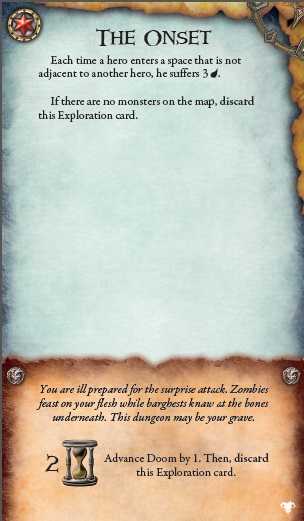 The Onset
Each time a hero enters a space that is not
adjacent to another hero, he suffers 3.
If there are no monsters on the map, discard
this Exploration card.
You are ill prepared for the surprise attack. Zombies
feast on your flesh while barghests knaw at the bones
underneath. This dungeon may be your grave.
2
Advance Doom by 1. Then, discard
this Exploration card.